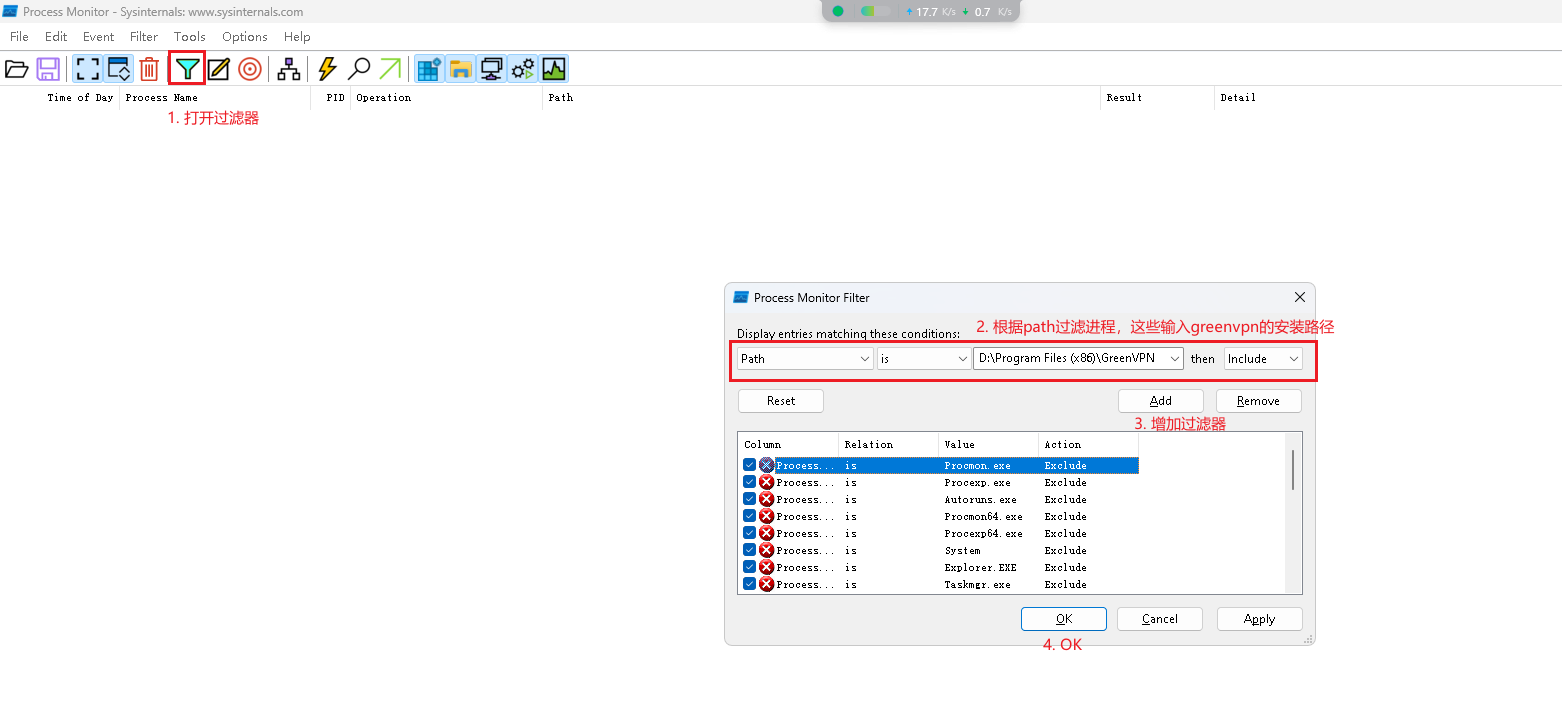 Process Monitor - Sysinternals: www.sysinternals.com
17.7 K/s 0.7 K/s
File Edit Event Filter Tools Options Help
Time of Day Process Name PID Operation Path Result Detail
1. 打开过滤器
Process Monitor Filter
2. 根据path过滤进程，这些输入greenvpn的安装路径
Display entries matching these conditions:
Path is D:\Program Files (x86)\GreenVPN then Include
Reset Add Remove
3. 增加过滤器
Column Relation Value Action
Process... is Procmon.exe Exclude
Process... is Procexp.exe Exclude
Process... is Autoruns.exe Exclude
Process... is Procmon64.exe Exclude
Process... is Procexp64.exe Exclude
Process... is System Exclude
Process... is Explorer.EXE Exclude
Process... is Taskmgr.exe Exclude
OK Cancel Apply
4. OK